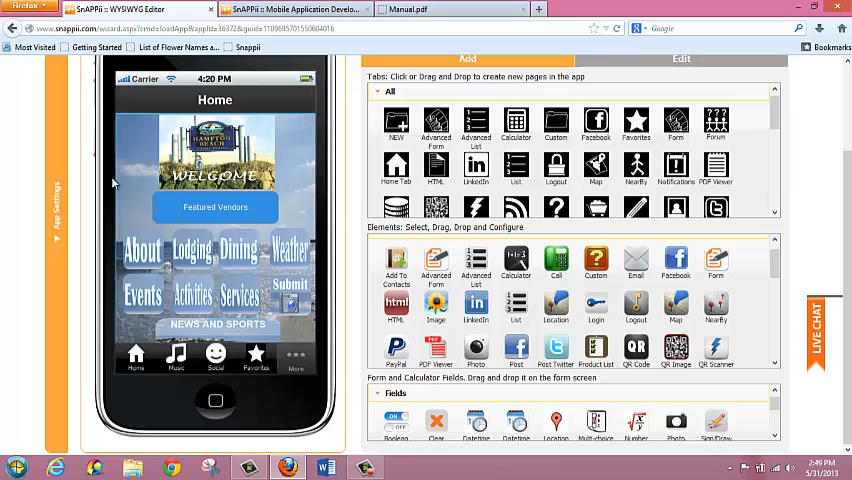 Firefox
SnAPPii :: WYSIWYG Editor
SnAPPii :: Mobile Application Develo...
Manual.pdf
www.snappii.com/wizard.aspx?cmd=loadApp&appId=36372&guid=1109695701550604016
Google
Most Visited
Getting Started
List of Flower Names a...
Snappii
Bookmarks
Add
Edit
Tabs: Click or Drag and Drop to create new pages in the app
All
NEW
Advanced Form
Advanced List
Calculator
Custom
Facebook
Favorites
Form
Forum
Home Tab
HTML
LinkedIn
List
Logout
Map
NearBy
Notifications
PDF Viewer
Elements: Select, Drag, Drop and Configure
Add To Contacts
Advanced Form
Advanced List
Calculator
Call
Custom
Email
Facebook
Form
HTML
Image
LinkedIn
List
Location
Login
Logout
Map
NearBy
PayPal
PDF Viewer
Photo
Post
Post Twitter
Product List
QR Code
QR Image
QR Scanner
Form and Calculator Fields. Drag and drop it on the form screen
Fields
Boolean
Clear
Datetime
Datetime
Location
Multi-choice
Number
Photo
Sign/Draw
App Settings
Carrier
4:20 PM
Home
HAMPTON BEACH
WELCOME
Featured Vendors
About
Lodging
Dining
Weather
Events
Activities
Services
Submit
NEWS AND SPORTS
Home
Music
Social
Favorites
More
LIVE CHAT
2:49 PM
5/31/2013